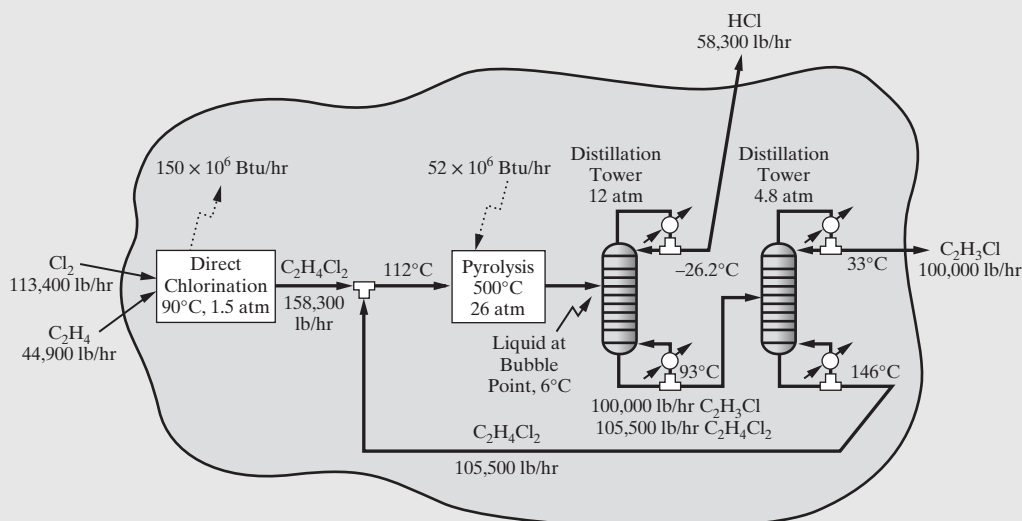 HCl
58,300 lb/hr
150 × 10⁶ Btu/hr
52 × 10⁶ Btu/hr
Distillation
Tower
12 atm
Distillation
Tower
4.8 atm
Cl₂
113,400 lb/hr
C₂H₄
44,900 lb/hr
Direct
Chlorination
90°C, 1.5 atm
C₂H₄Cl₂
158,300
lb/hr
112°C
Pyrolysis
500°C
26 atm
Liquid at
Bubble
Point, 6°C
–26.2°C
93°C
100,000 lb/hr C₂H₃Cl
105,500 lb/hr C₂H₄Cl₂
33°C
C₂H₃Cl
100,000 lb/hr
146°C
C₂H₄Cl₂
105,500 lb/hr